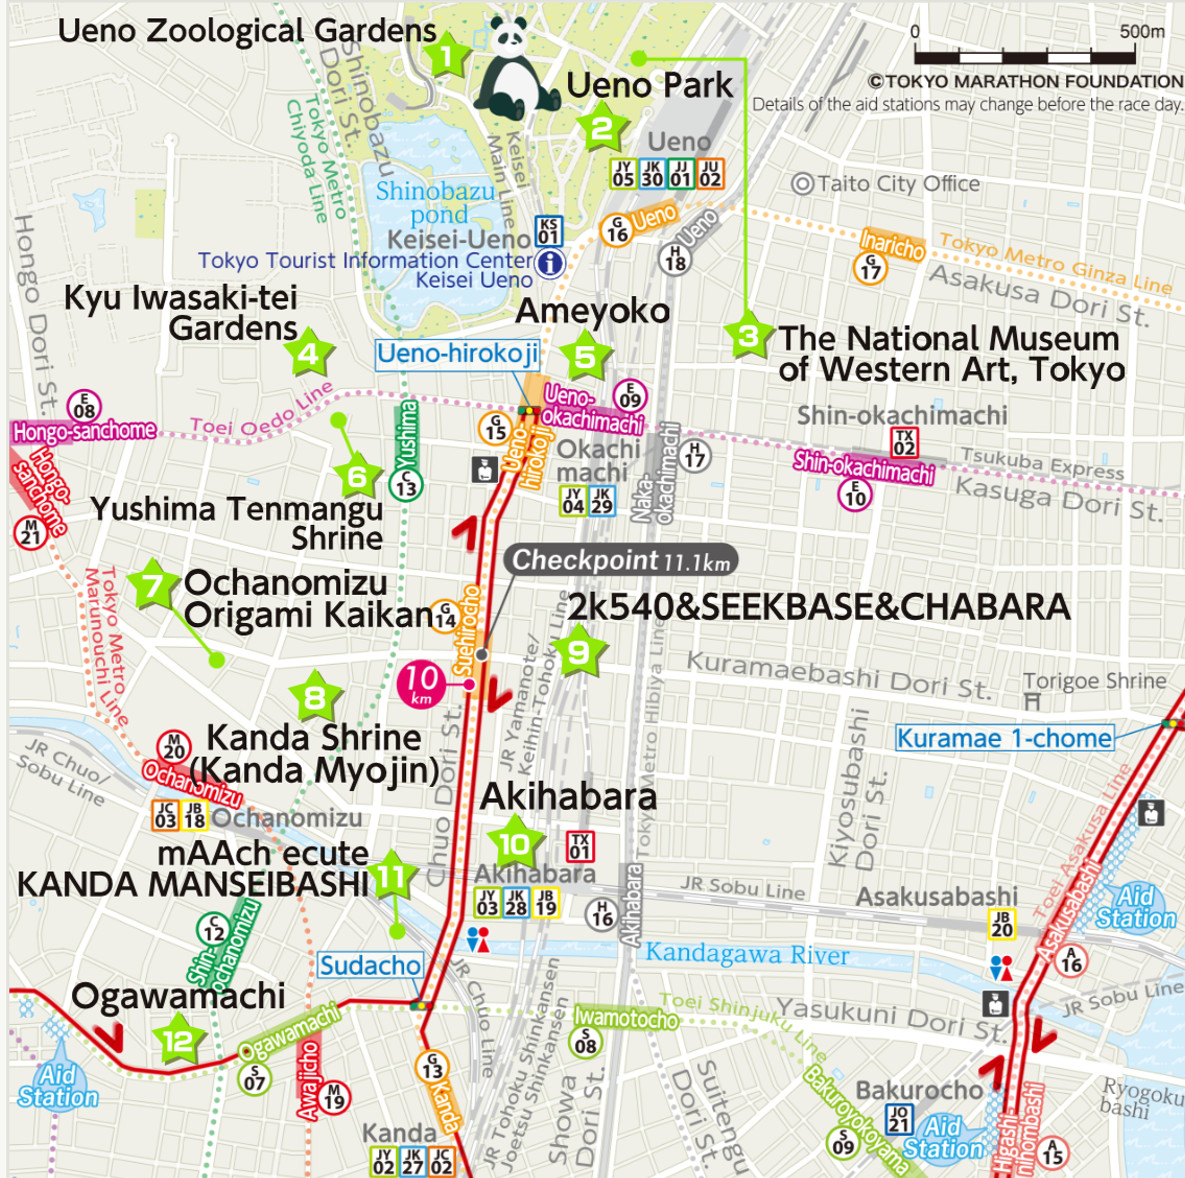 Ueno Zoological Gardens
1
0
500m
©TOKYO MARATHON FOUNDATION
Details of the aid stations may change before the race day.
Shinobazu
Dori St.
Tokyo Metro
Chiyoda Line
Ueno Park
2
Ueno
JY
05
JK
30
JJ
01
JU
02
Keisei
Main Line
Shinobazu
pond
Taito City Office
KS
01
Keisei-Ueno
G
16
Ueno
H
18
Ueno
Inaricho
G
17
Tokyo Metro Ginza Line
Asakusa Dori St.
Tokyo Tourist Information Center
Keisei Ueno
i
Hongo Dori St.
Kyu Iwasaki-tei
Gardens
4
Ameyoko
5
Ueno-hirokoji
3
The National Museum
of Western Art, Tokyo
E
08
Hongo-sanchome
Toei Oedo Line
Yushima
C
13
G
15
Ueno-
hirokoji
Ueno-
okachimachi
E
09
Okachi
machi
JY
04
JK
29
Naka-
okachimachi
H
17
Shin-okachimachi
TX
02
Shin-okachimachi
E
10
Tsukuba Express
Kasuga Dori St.
Hongo-
sanchome
M
21
6
Yushima Tenmangu
Shrine
Checkpoint 11.1km
7
Ochanomizu
Origami Kaikan
G
14
Suehirocho
2k540&SEEKBASE&CHABARA
9
Tokyo Metro
Marunouchi Line
10
km
JR Yamanote/
Keihin-Tohoku Line
Tokyo Metro Hibiya Line
Kuramaebashi Dori St.
Torigoe Shrine
8
Kanda Shrine
(Kanda Myojin)
Kuramae 1-chome
M
20
Ochanomizu
JR Chuo/
Sobu Line
JC
03
JB
18
Ochanomizu
Chuo Dori St.
Akihabara
10
TX
01
Akihabara
JY
03
JK
28
JB
19
H
16
Akihabara
Kiyosubashi
Dori St.
Toei Asakusa Line
mAAch ecute
KANDA MANSEIBASHI
11
JR Sobu Line
Asakusabashi
JB
20
Asakusabashi
A
16
Aid
Station
C
12
Shin-
ochanomizu
Sudacho
Kandagawa River
JR Sobu Line
Ogawamachi
12
Ogawamachi
S
07
JR Chuo Line
JR Tohoku Shinkansen
Joetsu Shinkansen
Iwamotocho
S
08
Toei Shinjuku Line
Yasukuni Dori St.
Aid
Station
Awajicho
M
19
G
13
Kanda
Kanda
JY
02
JK
27
JC
02
Showa
Dori St.
Suitengu
Dori St.
Bakuroyokoyama
S
09
Bakurocho
JO
21
Aid
Station
Higashi-
nihombashi
A
15
Ryogoku
bashi